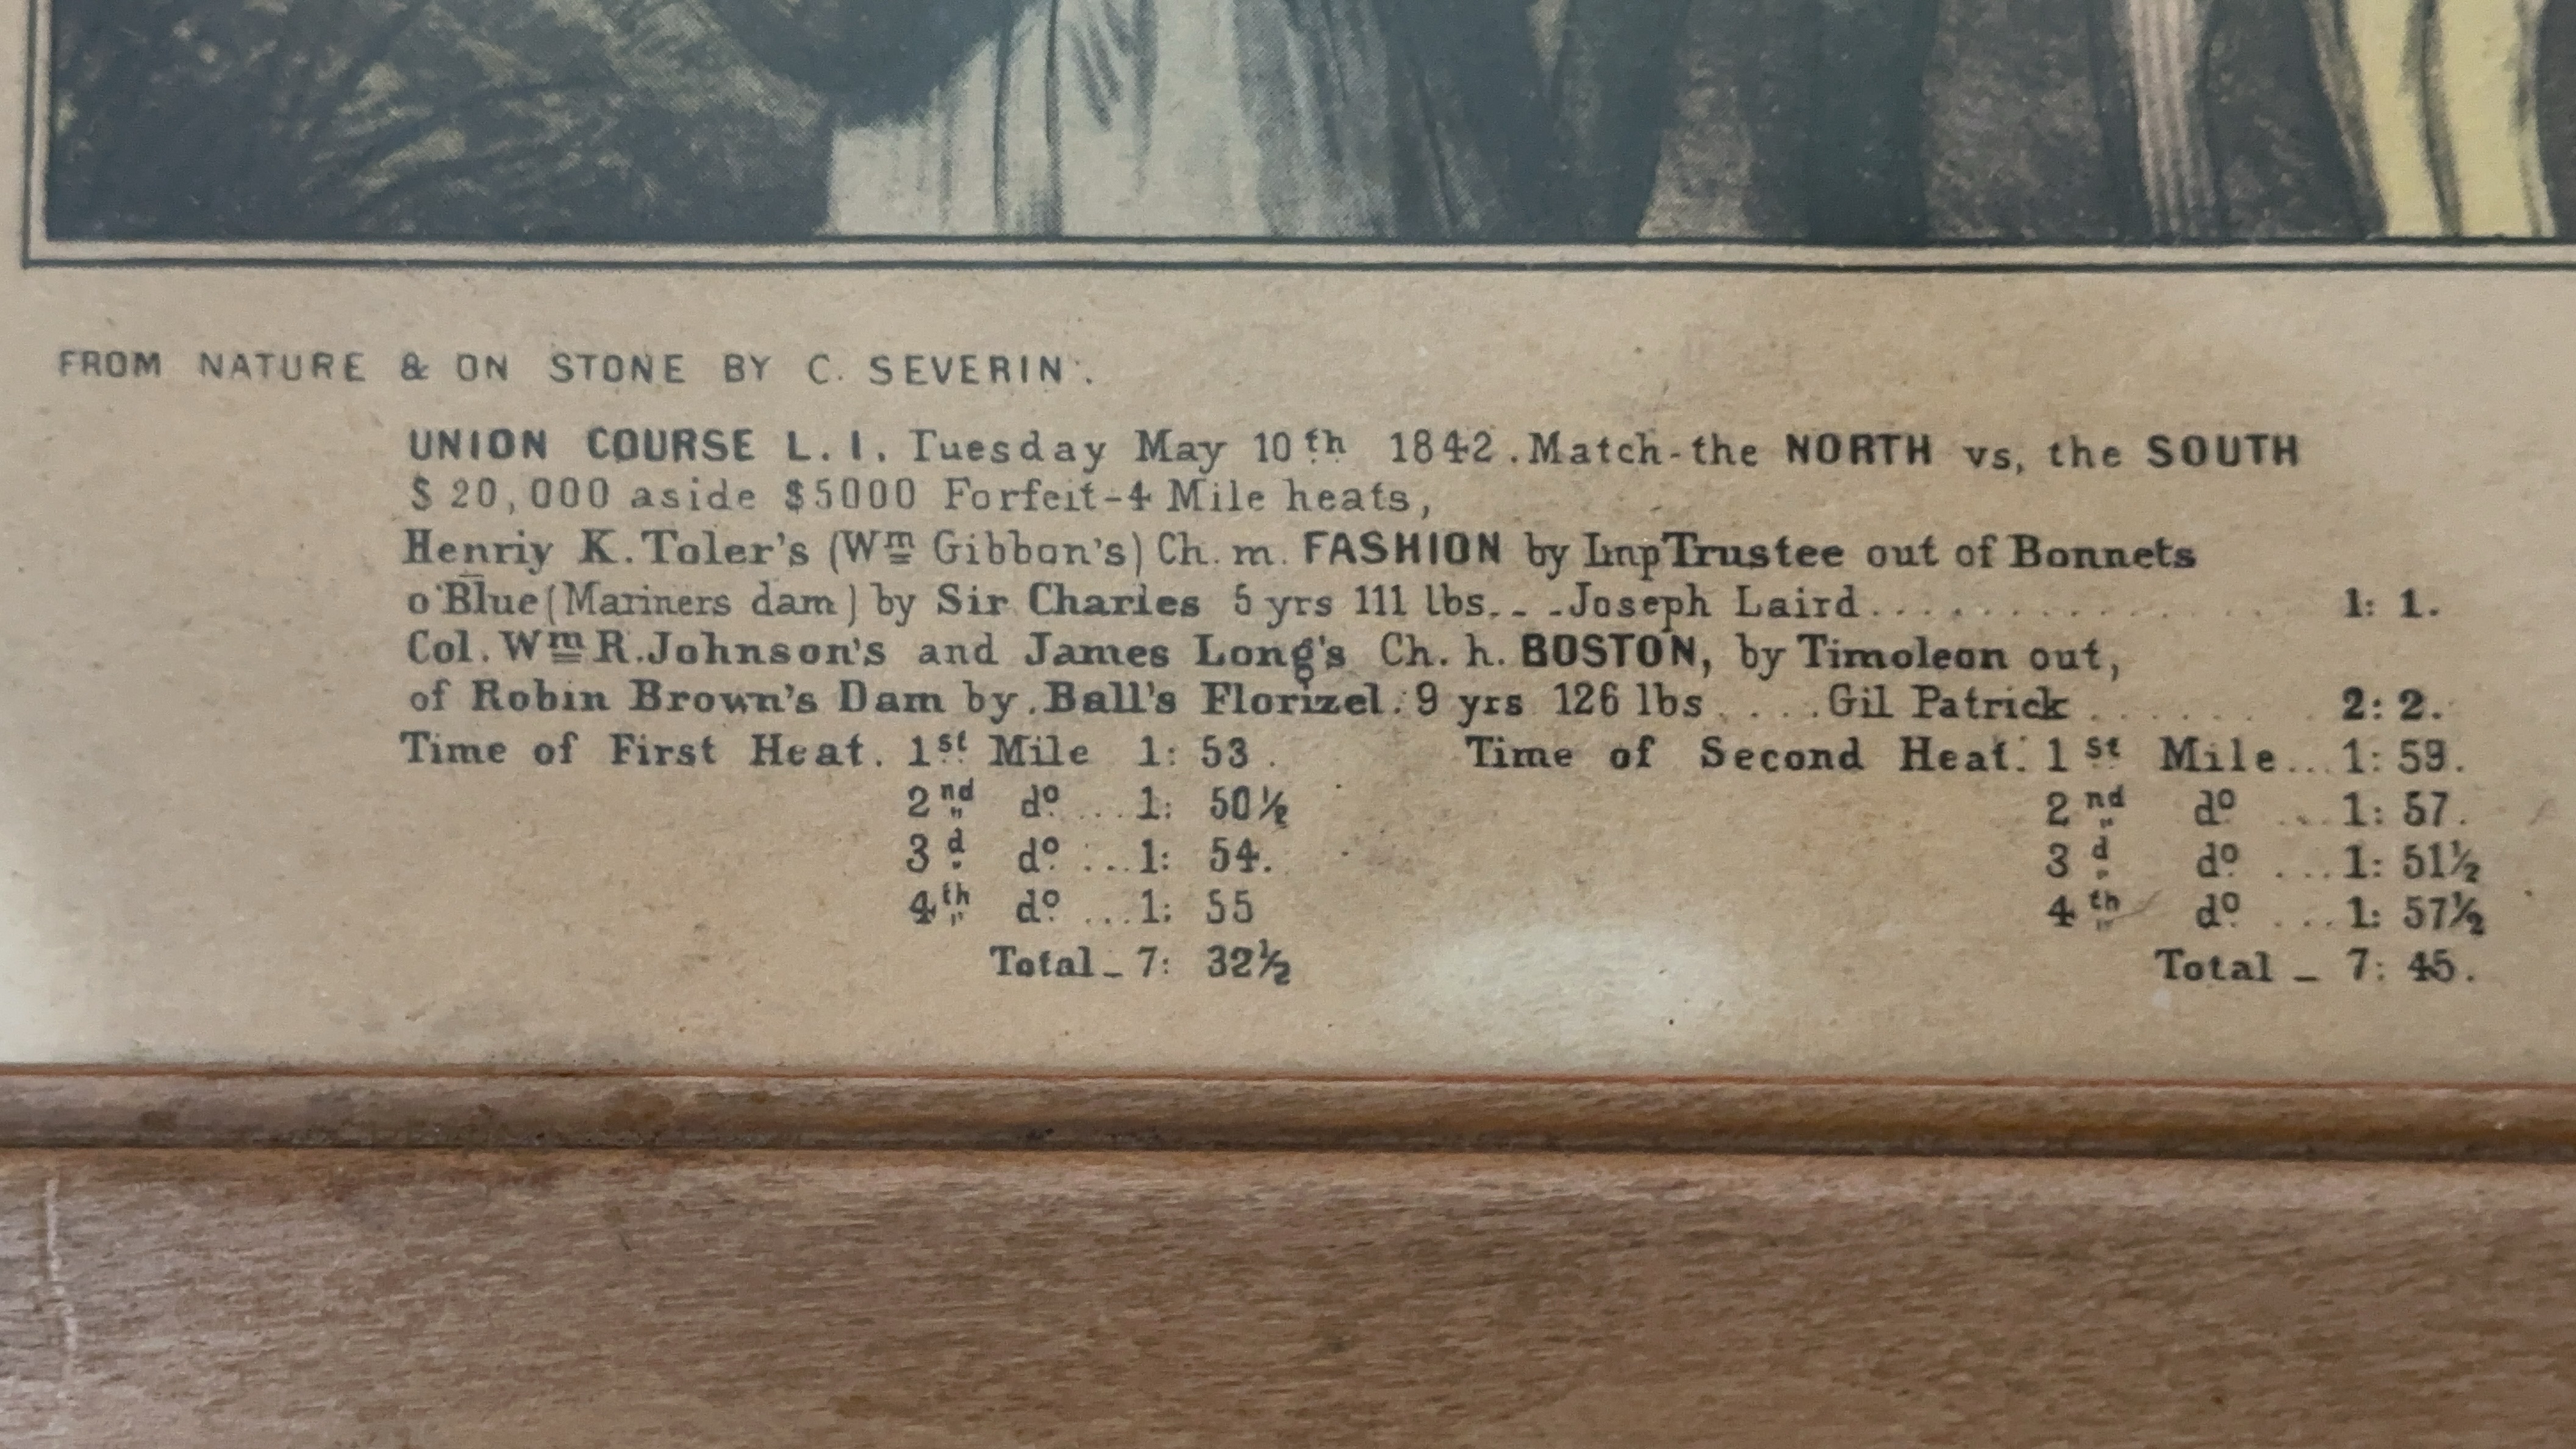 FROM NATURE & ON STONE BY C. SEVERIN.
UNION COURSE L. I. Tuesday May 10th 1842. Match-the NORTH vs, the SOUTH
$20,000 aside $5000 Forfeit-4 Mile heats,
Henriy K. Toler's (Wm Gibbon's) Ch. m. FASHION by Imp Trustee out of Bonnets
o'Blue (Mariners dam) by Sir Charles 5 yrs 111 lbs. - - Joseph Laird.............. 1: 1.
Col. Wm R. Johnson's and James Long's Ch. h. BOSTON, by Timoleon out,
of Robin Brown's Dam by. Ball's Florizel. 9 yrs 126 lbs.....Gil Patrick....... 2: 2.
Time of First Heat. 1st Mile 1: 53. Time of Second Heat. 1st Mile... 1: 59.
2nd do ... 1: 50½ 2nd do ... 1: 57.
3d do ... 1: 54. 3d do ... 1: 51½
4th do ... 1: 55 4th do ... 1: 57½
Total _ 7: 32½ Total _ 7: 45.